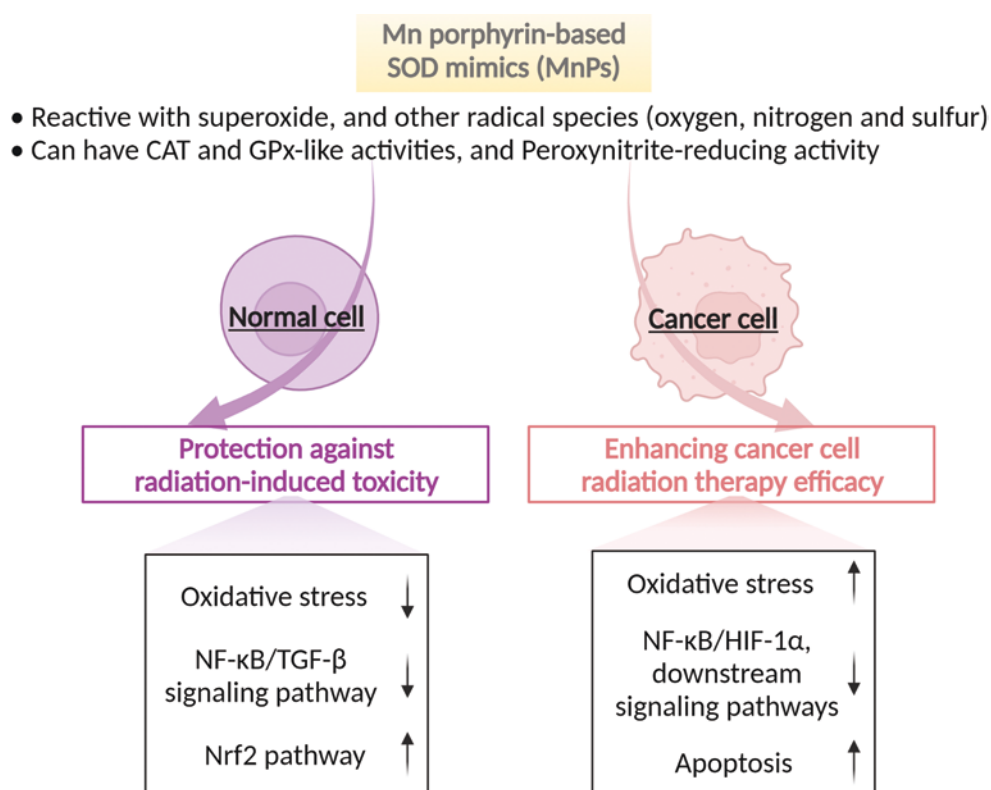 Mn porphyrin-based
SOD mimics (MnPs)
• Reactive with superoxide, and other radical species (oxygen, nitrogen and sulfur)
• Can have CAT and GPx-like activities, and Peroxynitrite-reducing activity
Normal cell
Cancer cell
Protection against
radiation-induced toxicity
Enhancing cancer cell
radiation therapy efficacy
Oxidative stress ↓
NF-κB/TGF-β
signaling pathway ↓
Nrf2 pathway ↑
Oxidative stress ↑
NF-κB/HIF-1α,
downstream ↓
signaling pathways
Apoptosis ↑